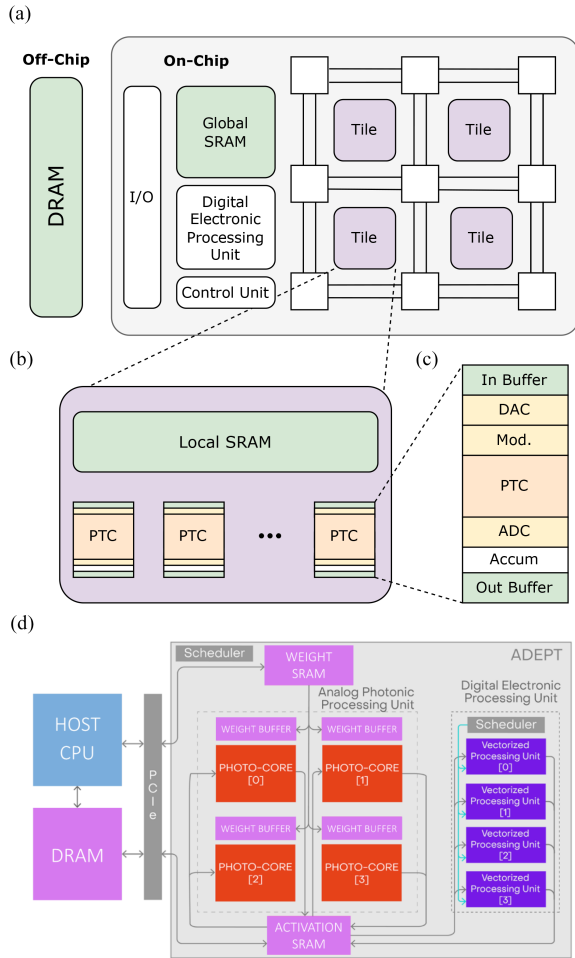 (a)
Off-Chip
On-Chip
DRAM
I/O
Global
SRAM
Digital
Electronic
Processing
Unit
Control Unit
Tile
Tile
Tile
Tile
(b)
Local SRAM
PTC
PTC
•••
PTC
(c)
In Buffer
DAC
Mod.
PTC
ADC
Accum
Out Buffer
(d)
HOST
CPU
DRAM
PCIe
Scheduler
WEIGHT
SRAM
ADEPT
Analog Photonic
Processing Unit
WEIGHT BUFFER
WEIGHT BUFFER
PHOTO-CORE
[0]
PHOTO-CORE
[1]
WEIGHT BUFFER
WEIGHT BUFFER
PHOTO-CORE
[2]
PHOTO-CORE
[3]
ACTIVATION
SRAM
Digital Electronic
Processing Unit
Scheduler
Vectorized
Processing Unit
[0]
Vectorized
Processing Unit
[1]
Vectorized
Processing Unit
[2]
Vectorized
Processing Unit
[3]